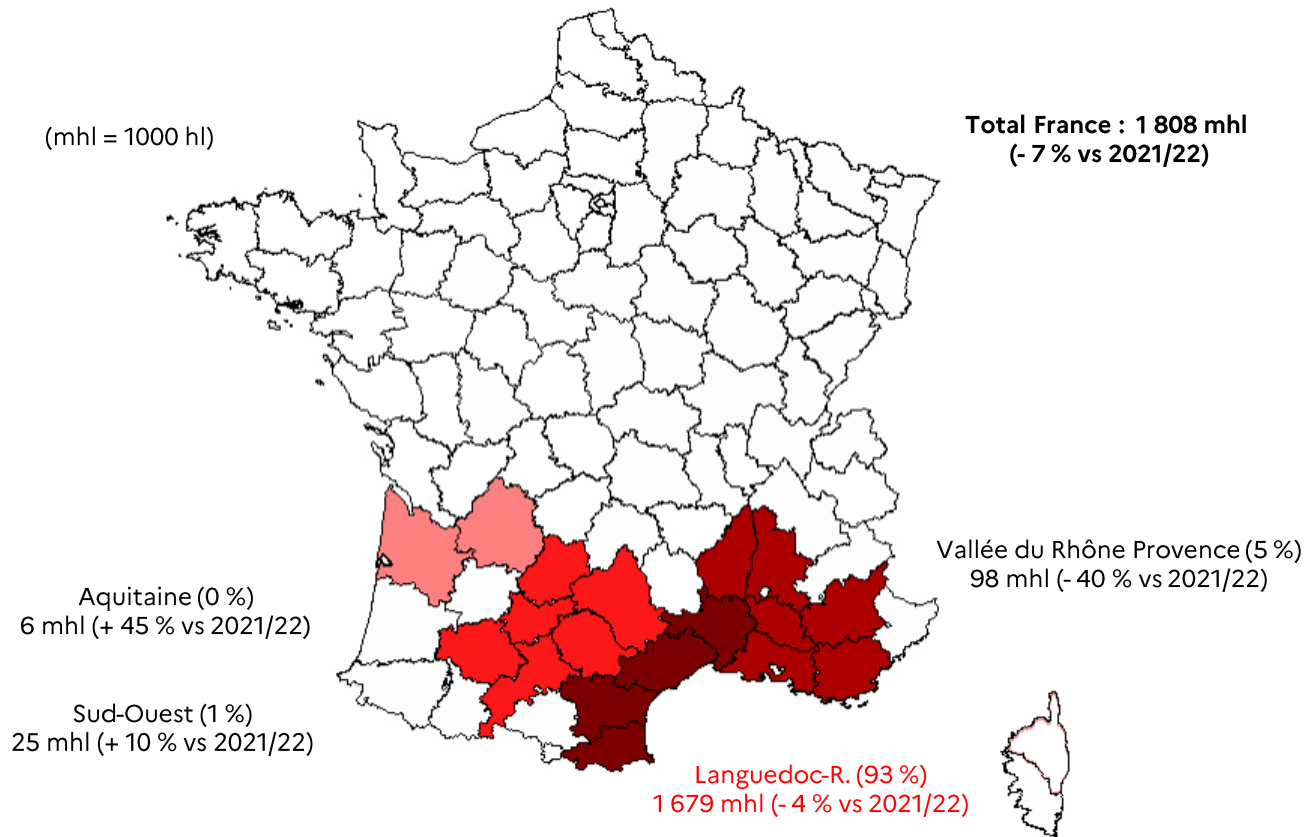 (mhl = 1000 hl)
Total France : 1 808 mhl
(- 7 % vs 2021/22)
Vallée du Rhône Provence (5 %)
98 mhl (- 40 % vs 2021/22)
Aquitaine (0 %)
6 mhl (+ 45 % vs 2021/22)
Sud-Ouest (1 %)
25 mhl (+ 10 % vs 2021/22)
Languedoc-R. (93 %)
1 679 mhl (- 4 % vs 2021/22)